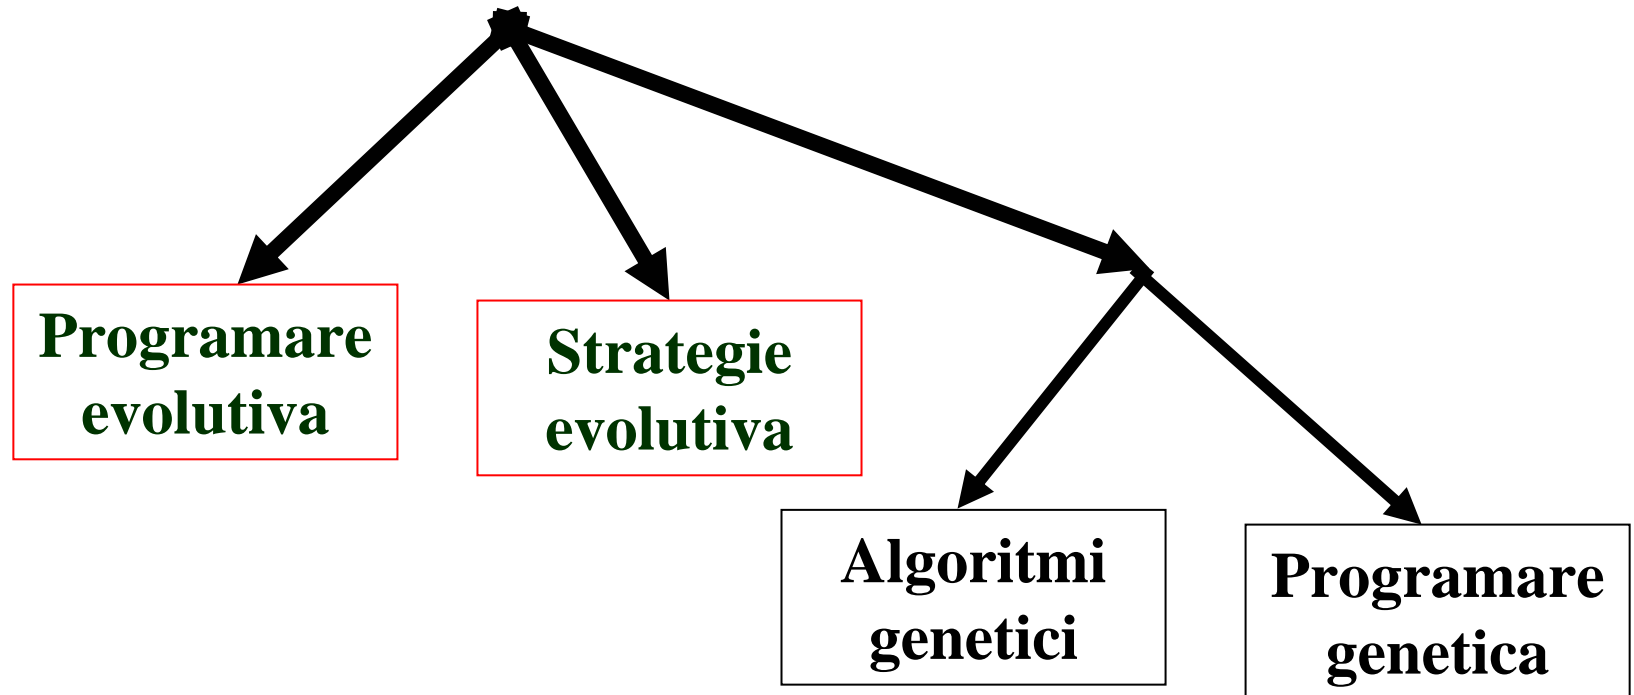 Programare
evolutiva
Strategie
evolutiva
Algoritmi
genetici
Programare
genetica